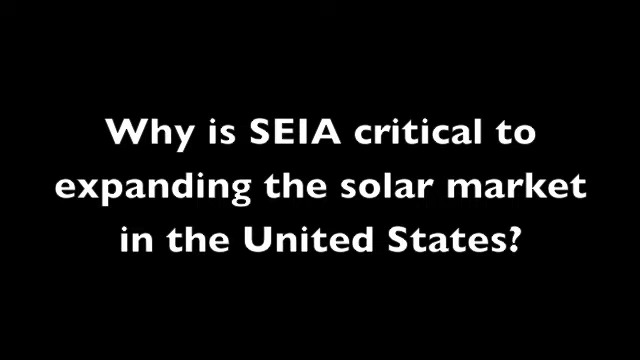 Why is SEIA critical to
expanding the solar market
in the United States?